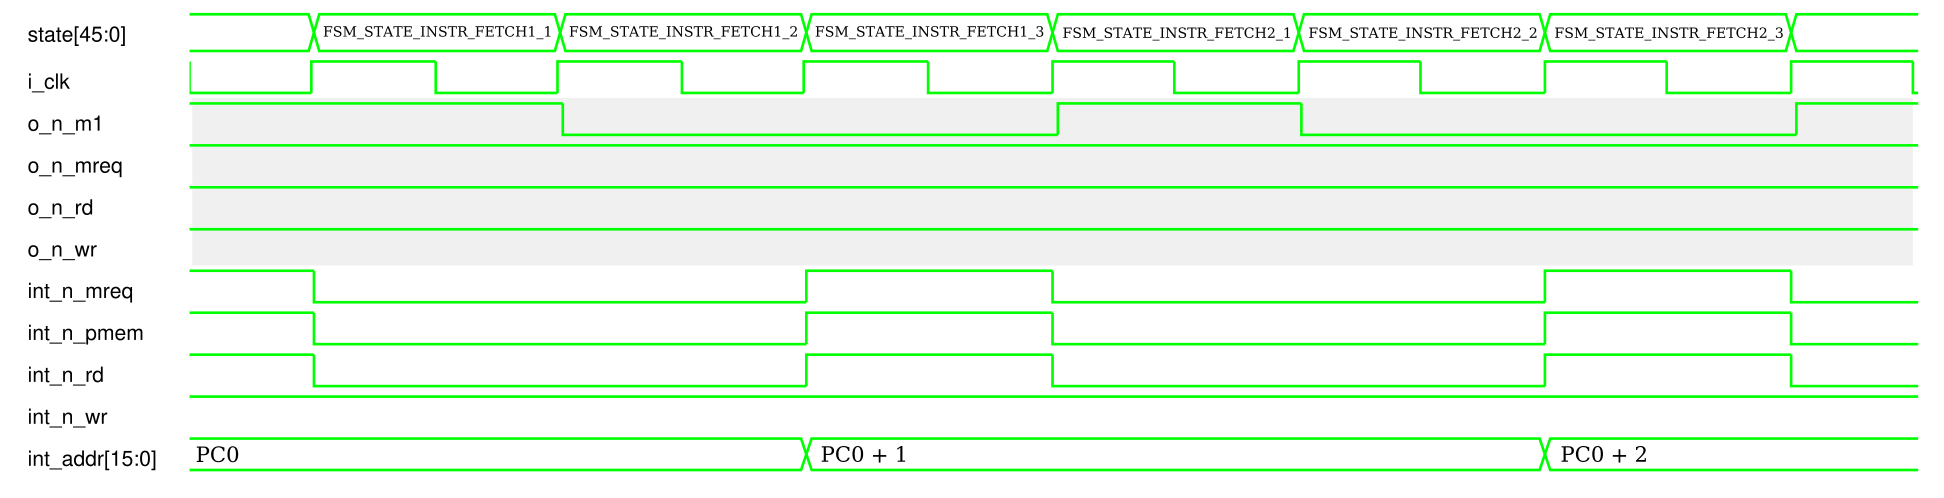 state[45:0] FSM_STATE_INSTR_FETCH1_1 FSM_STATE_INSTR_FETCH1_2 FSM_STATE_INSTR_FETCH1_3 FSM_STATE_INSTR_FETCH2_1 FSM_STATE_INSTR_FETCH2_2 FSM_STATE_INSTR_FETCH2_3
i_clk
o_n_m1
o_n_mreq
o_n_rd
o_n_wr
int_n_mreq
int_n_pmem
int_n_rd
int_n_wr
int_addr[15:0] PC0 PC0 + 1 PC0 + 2